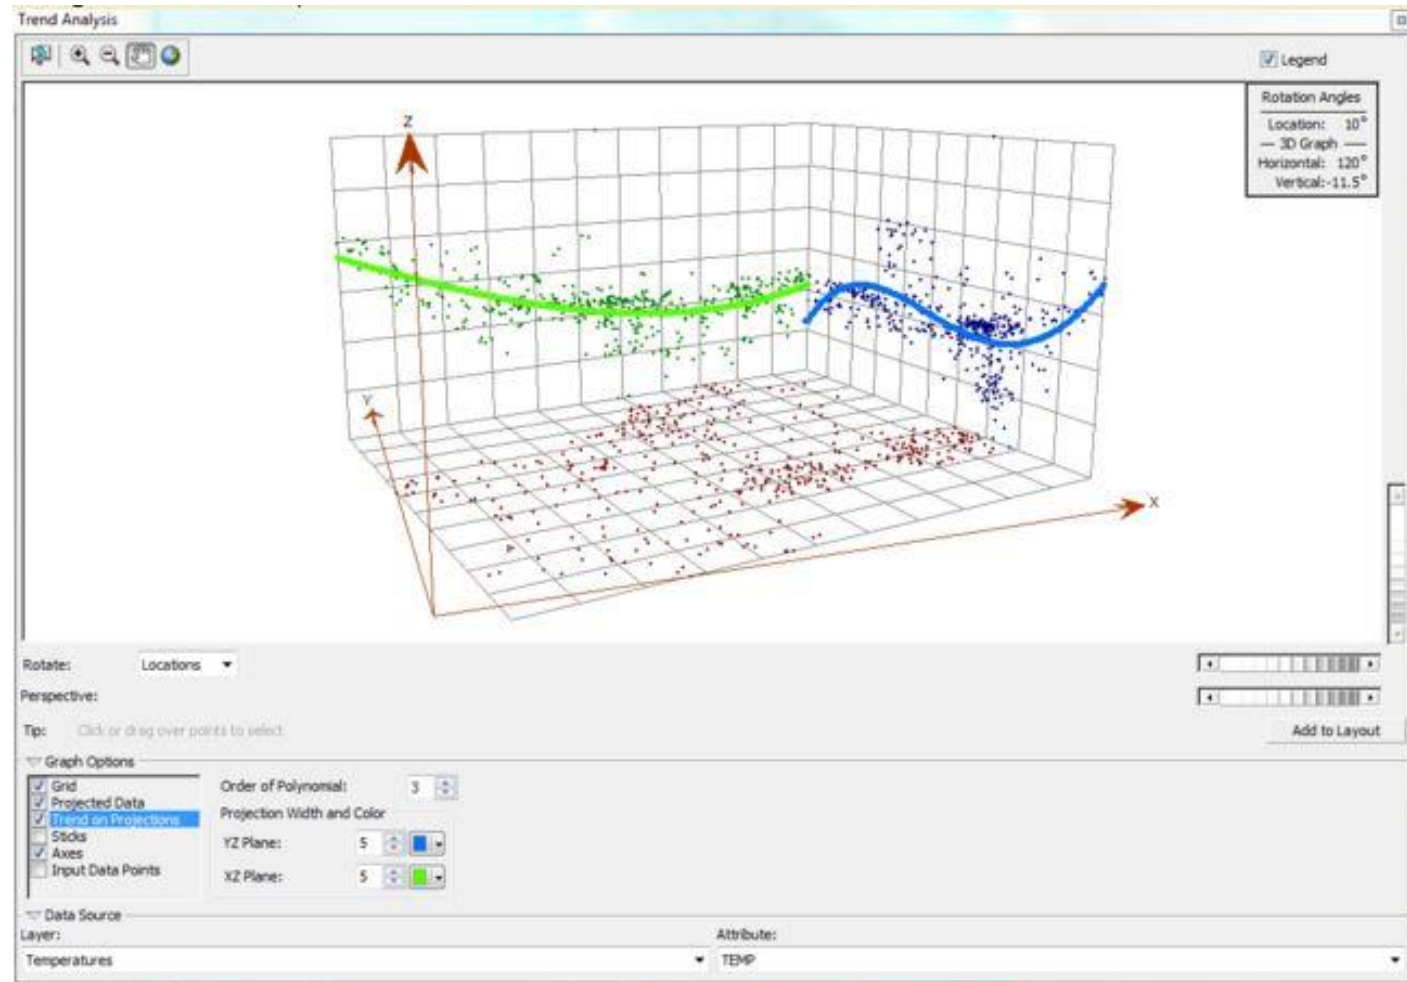 Trend Analysis
Legend
Rotation Angles
Location: 10°
3D Graph
Horizontal: 120°
Vertical:-11.5°
Z
Y
X
Rotate: Locations
Perspective:
Tip: Click or drag over points to select
Add to Layout
Graph Options
Grid
Projected Data
Trend on Projections
Sticks
Axes
Input Data Points
Order of Polynomial: 3
Projection Width and Color
YZ Plane: 5
XZ Plane: 5
Data Source
Layer: Attribute:
Temperatures TEMP